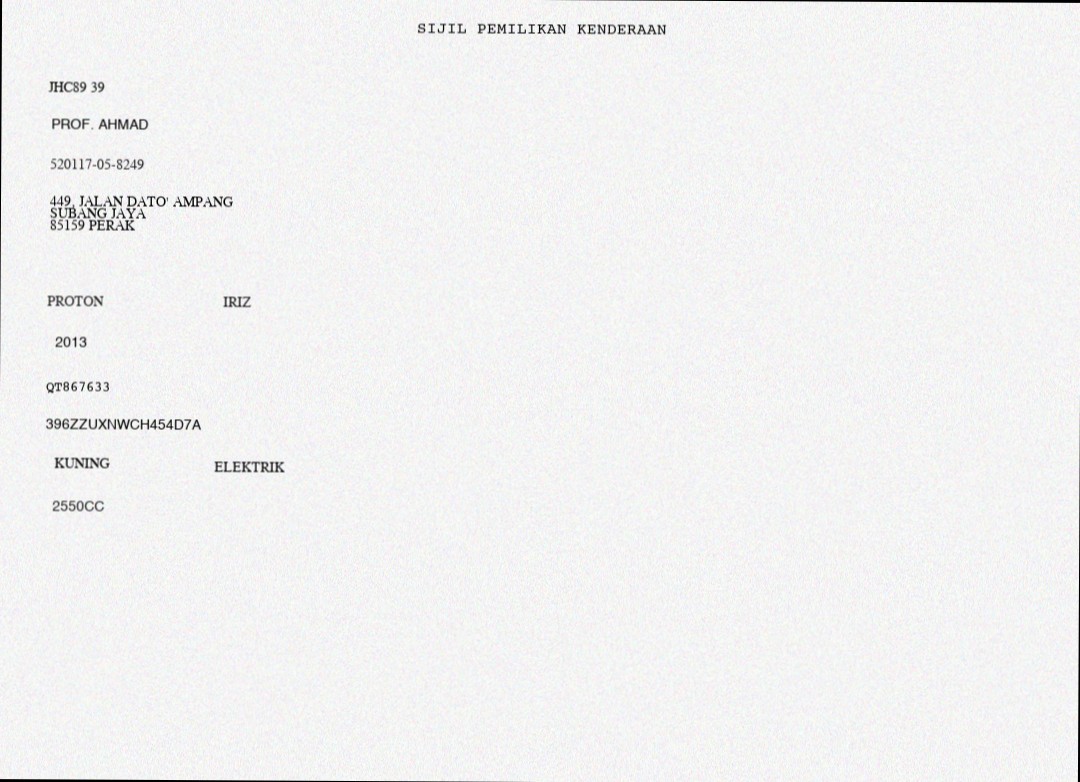 SIJIL PEMILIKAN KENDERAAN
JHC89 39
PROF. AHMAD
520117-05-8249
449, JALAN DATO' AMPANG
SUBANG JAYA
85159 PERAK
PROTON IRIZ
2013
QT867633
396ZZUXNWCH454D7A
KUNING ELEKTRIK
2550CC